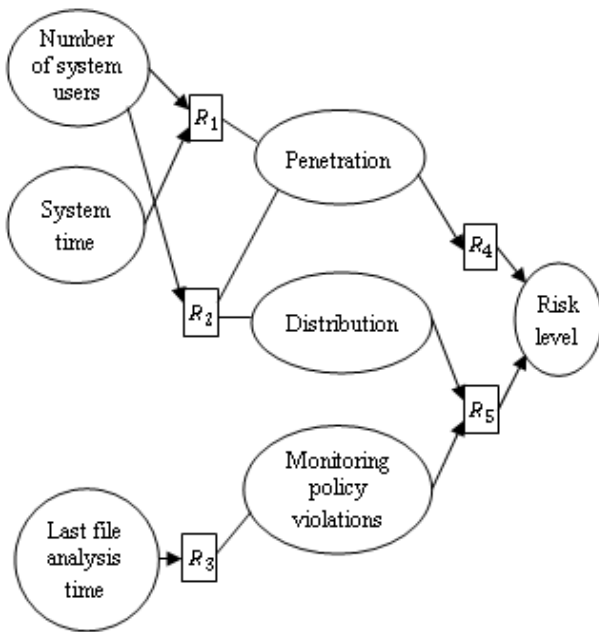 Number
of system
users
R1
Penetration
System
time
R4
R2
Distribution
Risk
level
R5
Monitoring
policy
violations
Last file
analysis
time
R3